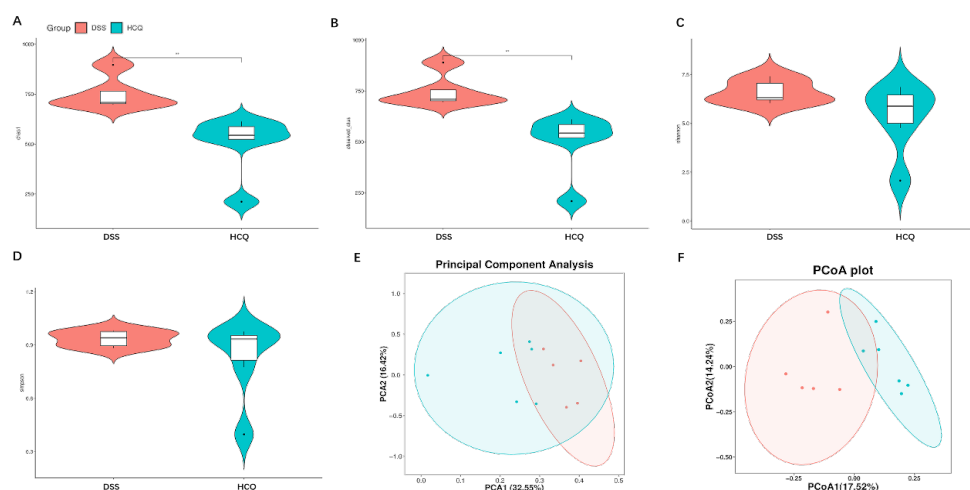 A
Group DSS HCQ
1000
750
500
250
chao1
**
DSS HCQ
B
1000
750
500
250
**
DSS HCQ
C
7.5
5.0
2.5
0.0
shannon
DSS HCQ
D
1.2
0.9
0.6
0.3
simpson
DSS HCQ
E
Principal Component Analysis
1.0
0.5
0.0
−0.5
−1.0
PCA2 (16.42%)
0.0 0.1 0.2 0.3 0.4 0.5
PCA1 (32.55%)
F
PCoA plot
0.25
0.00
−0.25
−0.50
PCoA2(14.24%)
−0.50 −0.25 0.00 0.25
PCoA1(17.52%)